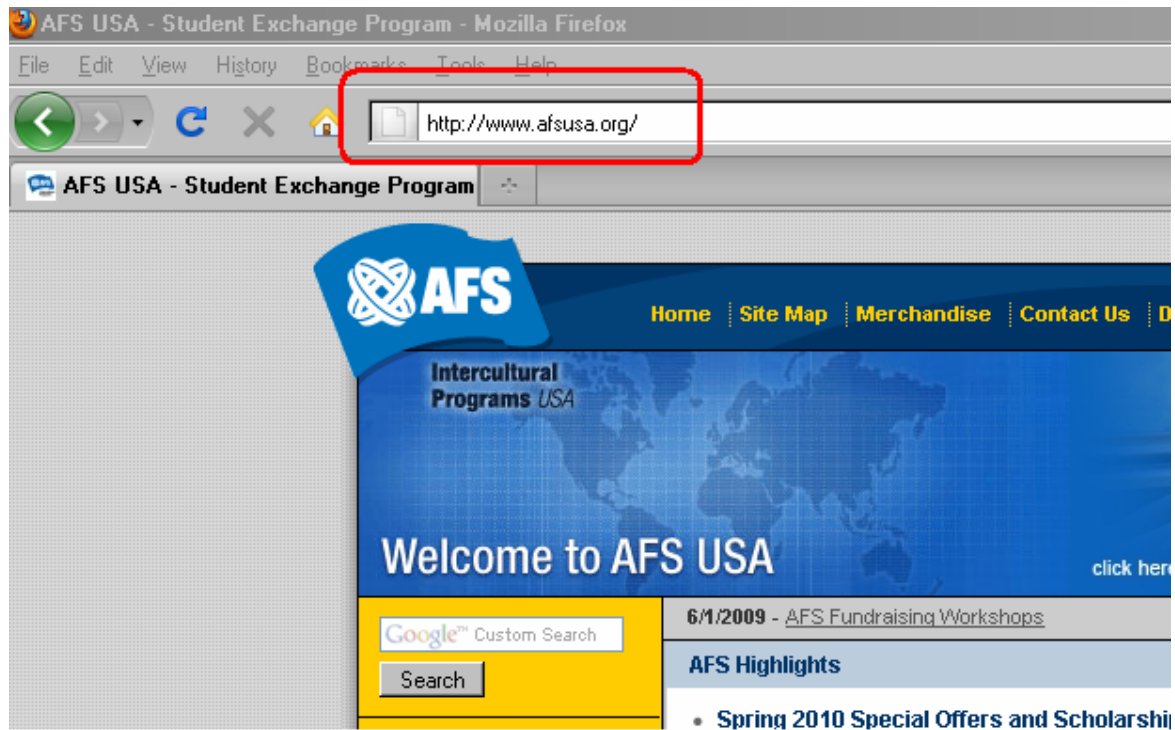 AFS USA - Student Exchange Program - Mozilla Firefox
File Edit View History Bookmarks Tools Help
http://www.afsusa.org/
AFS USA - Student Exchange Program
AFS
Home Site Map Merchandise Contact Us D
Intercultural
Programs USA
Welcome to AFS USA
click here
Google™ Custom Search
Search
6/1/2009 - AFS Fundraising Workshops
AFS Highlights
• Spring 2010 Special Offers and Scholarship